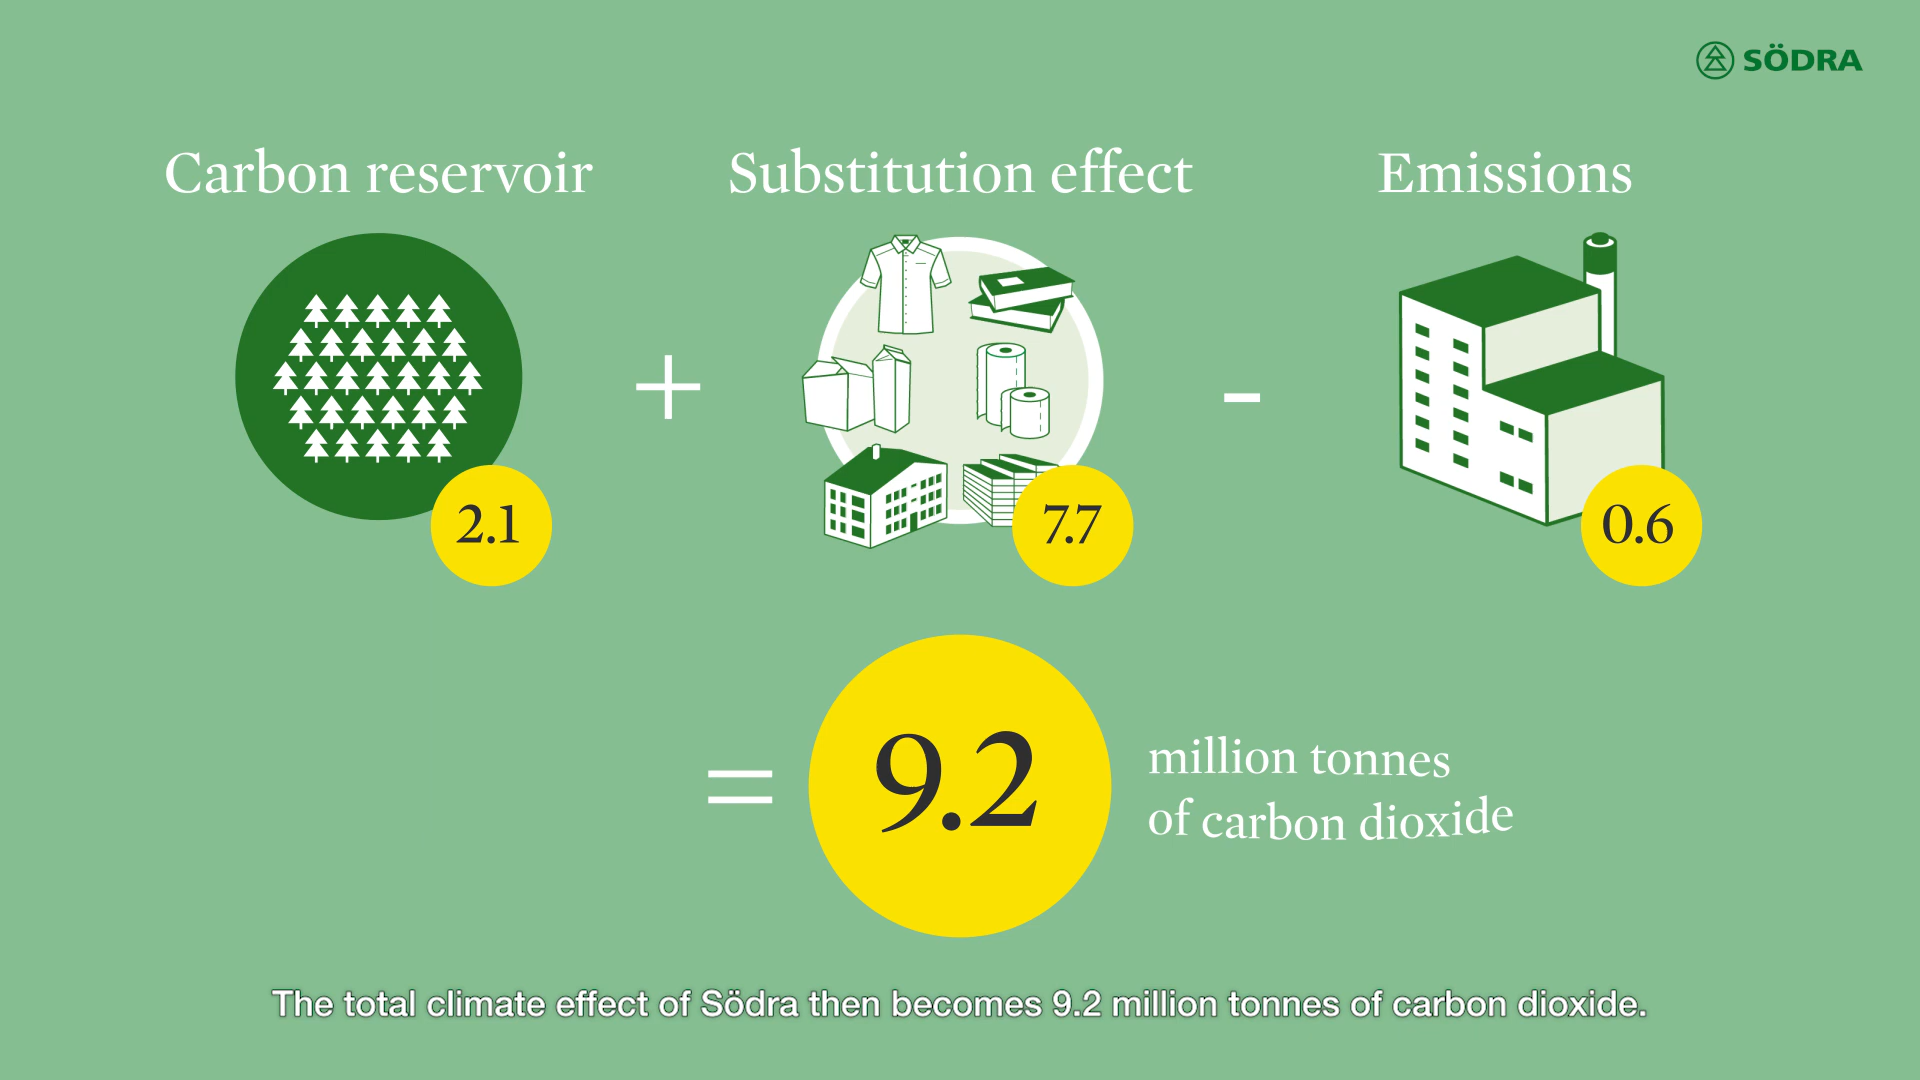 SÖDRA
Carbon reservoir
Substitution effect
Emissions
+
-
2.1
7.7
0.6
=
9.2
million tonnes
of carbon dioxide
The total climate effect of Södra then becomes 9.2 million tonnes of carbon dioxide.